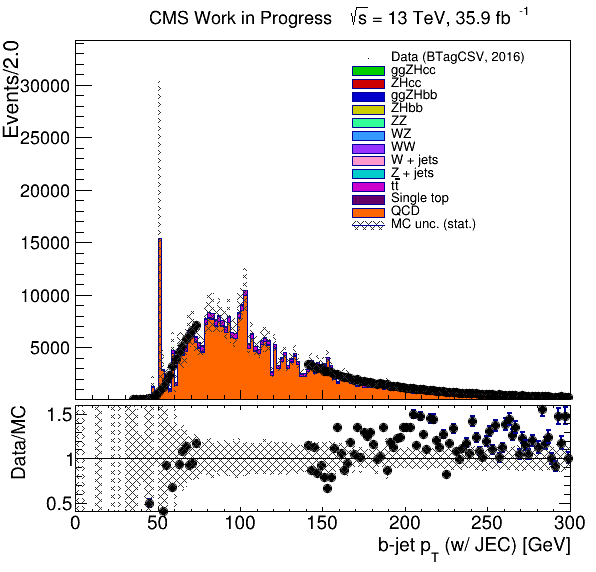 CMS Work in Progress √s = 13 TeV, 35.9 fb⁻¹
Events/2.0
30000
25000
20000
15000
10000
5000
Data (BTagCSV, 2016)
ggZHcc
ZHcc
ggZHbb
ZHbb
ZZ
WZ
WW
W + jets
Z + jets
tt̅
Single top
QCD
MC unc. (stat.)
Data/MC
1.5
1
0.5
0 50 100 150 200 250 300
b-jet p_T (w/ JEC) [GeV]